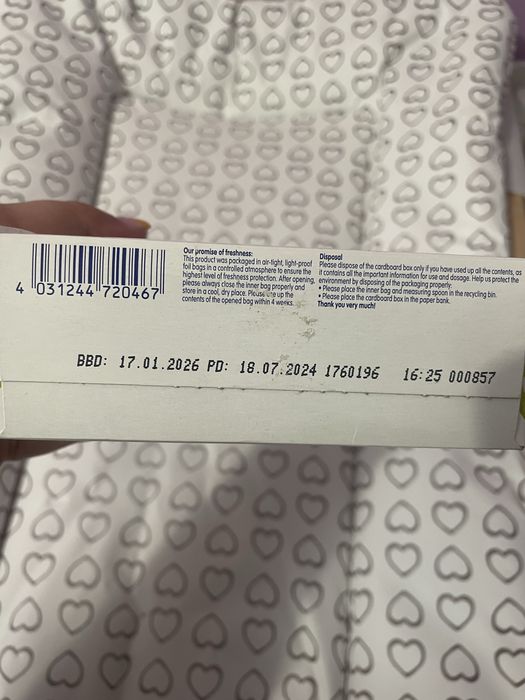 4 031244 720467
Our promise of freshness:
This product was packaged in air-tight, light-proof
foil bags in a controlled atmosphere to ensure the
highest level of freshness protection. After opening,
please always close the inner bag properly and
store in a cool, dry place. Please use up the
contents of the opened bag within 4 weeks.
Disposal
Please dispose of the cardboard box only if you have used up all the contents, as
it contains all the important information for use and dosage. Help us protect the
environment by disposing of the packaging properly.
• Please place the inner bag and measuring spoon in the recycling bin.
• Please place the cardboard box in the paper bank.
Thank you very much!
BBD: 17.01.2026 PD: 18.07.2024 1760196 16:25 000857